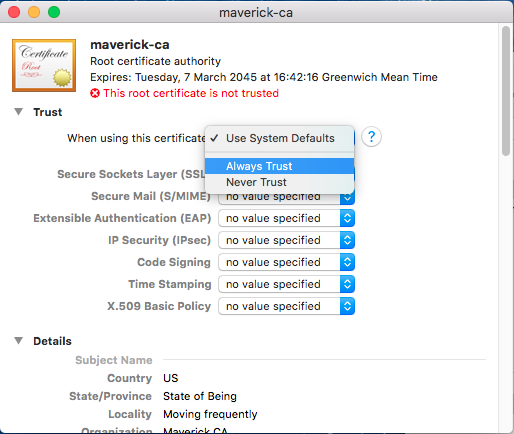 maverick-ca
Certificate
Root
maverick-ca
Root certificate authority
Expires: Tuesday, 7 March 2045 at 16:42:16 Greenwich Mean Time
This root certificate is not trusted
Trust
When using this certificate ✓ Use System Defaults ?
Always Trust
Never Trust
Secure Sockets Layer (SSL
Secure Mail (S/MIME) no value specified
Extensible Authentication (EAP) no value specified
IP Security (IPsec) no value specified
Code Signing no value specified
Time Stamping no value specified
X.509 Basic Policy no value specified
Details
Subject Name
Country US
State/Province State of Being
Locality Moving frequently
Organization Maverick CA